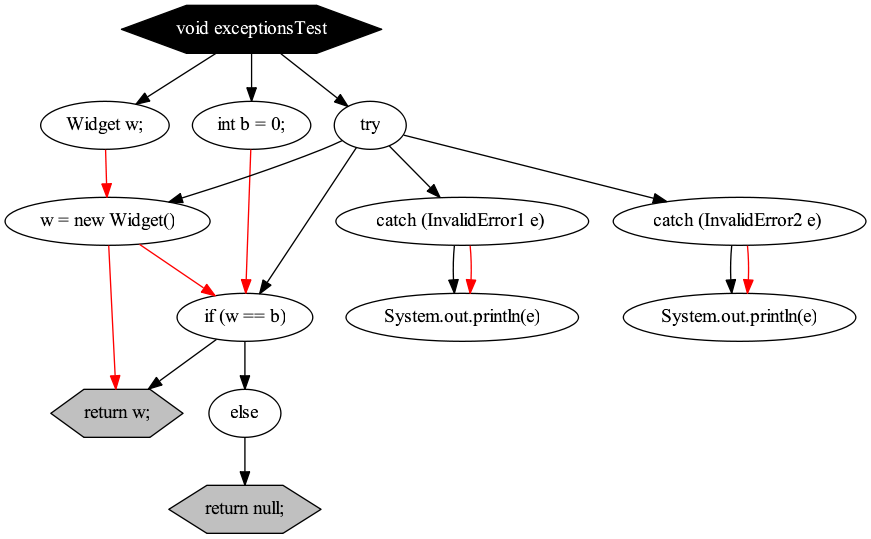 void exceptionsTest
Widget w;
int b = 0;
try
w = new Widget()
catch (InvalidError1 e)
catch (InvalidError2 e)
if (w == b)
System.out.println(e)
System.out.println(e)
return w;
else
return null;